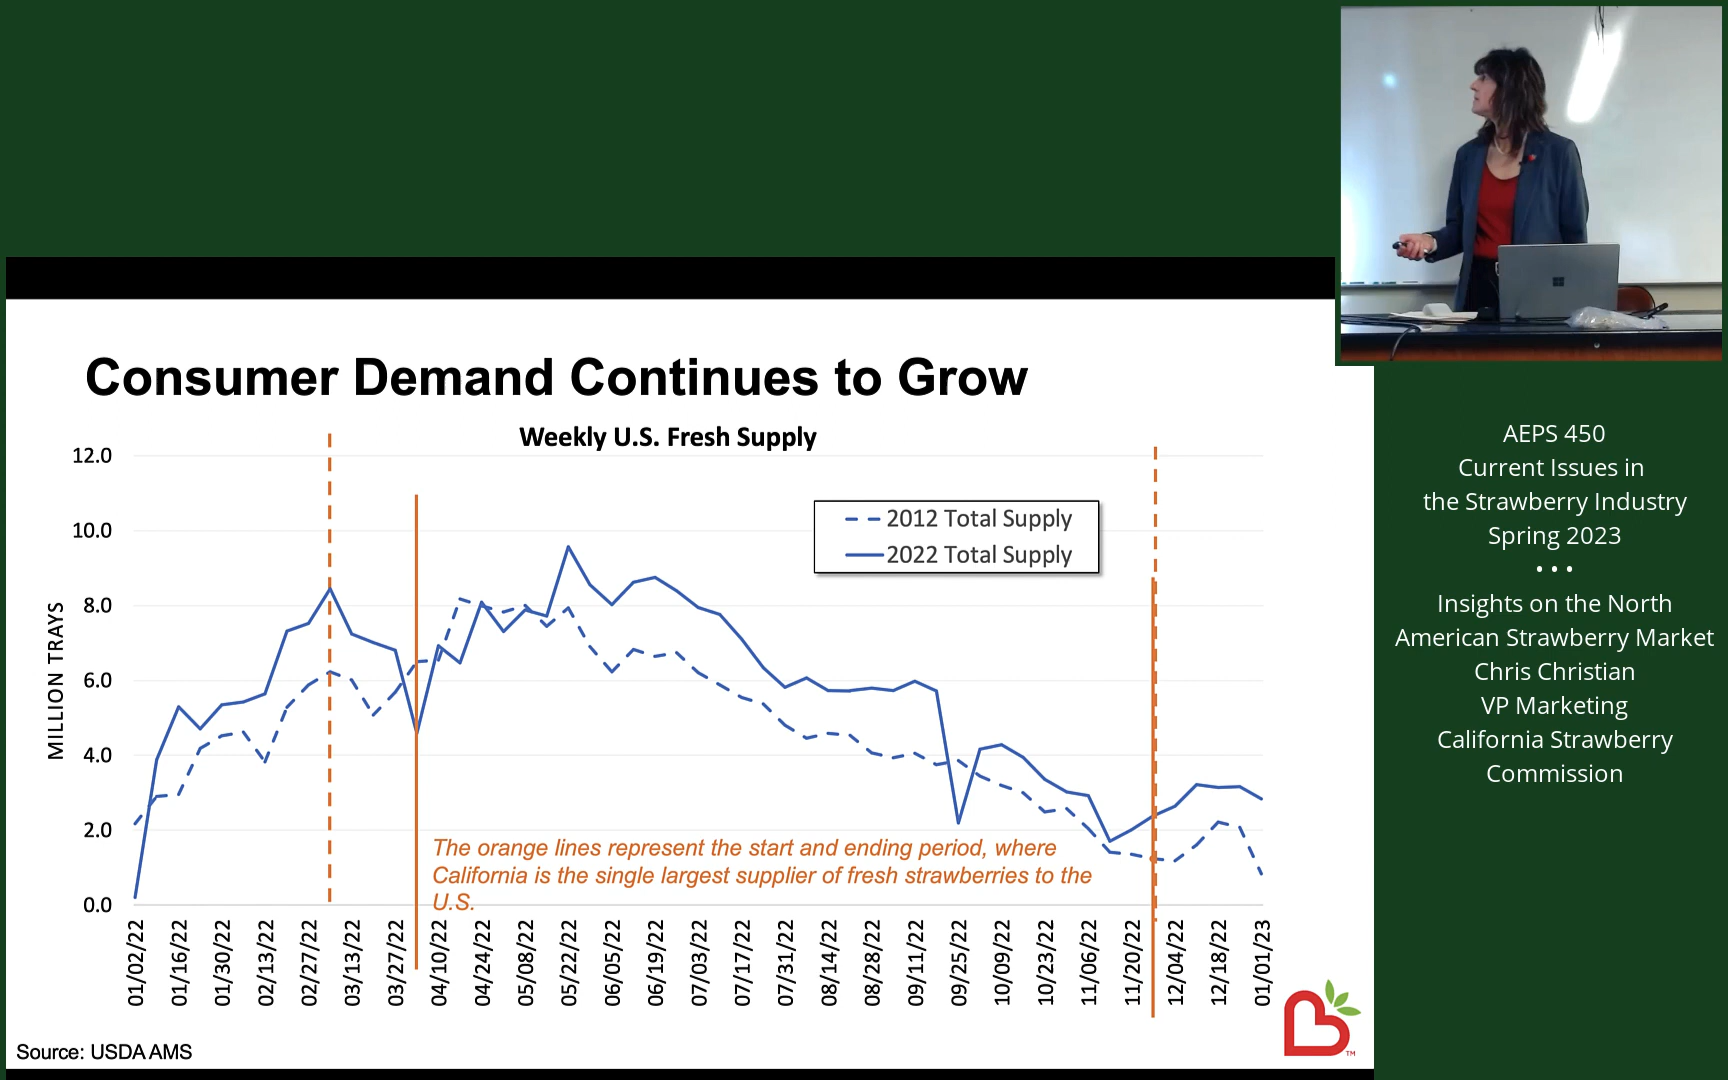 Consumer Demand Continues to Grow
Weekly U.S. Fresh Supply
12.0
10.0
8.0
6.0
4.0
2.0
0.0
MILLION TRAYS
2012 Total Supply
2022 Total Supply
The orange lines represent the start and ending period, where
California is the single largest supplier of fresh strawberries to the
U.S.
01/02/22
01/16/22
01/30/22
02/13/22
02/27/22
03/13/22
03/27/22
04/10/22
04/24/22
05/08/22
05/22/22
06/05/22
06/19/22
07/03/22
07/17/22
07/31/22
08/14/22
08/28/22
09/11/22
09/25/22
10/09/22
10/23/22
11/06/22
11/20/22
12/04/22
12/18/22
01/01/23
Source: USDA AMS
TM
AEPS 450
Current Issues in
the Strawberry Industry
Spring 2023
• • •
Insights on the North
American Strawberry Market
Chris Christian
VP Marketing
California Strawberry
Commission